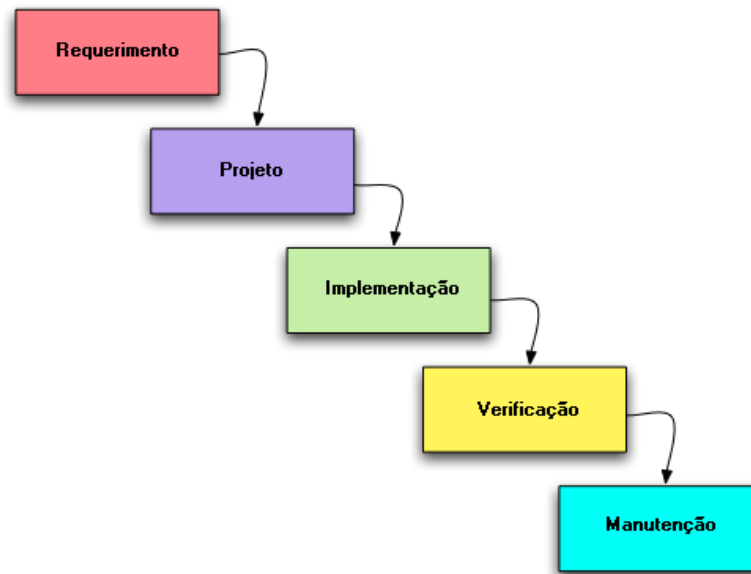 Requerimento
Projeto
Implementação
Verificação
Manutenção